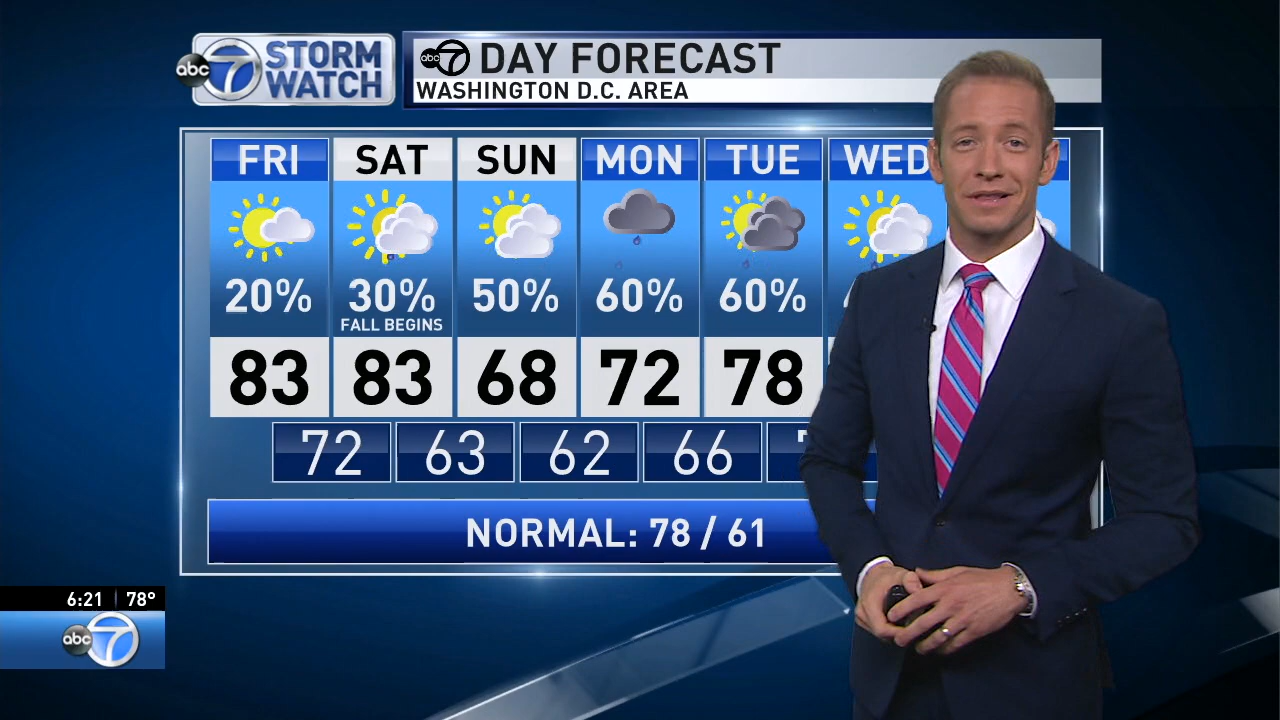 abc 7 STORM WATCH
abc 7 DAY FORECAST
WASHINGTON D.C. AREA
FRI SAT SUN MON TUE WED
20% 30% 50% 60% 60%
FALL BEGINS
83 83 68 72 78
72 63 62 66
NORMAL: 78 / 61
6:21 78°
abc 7